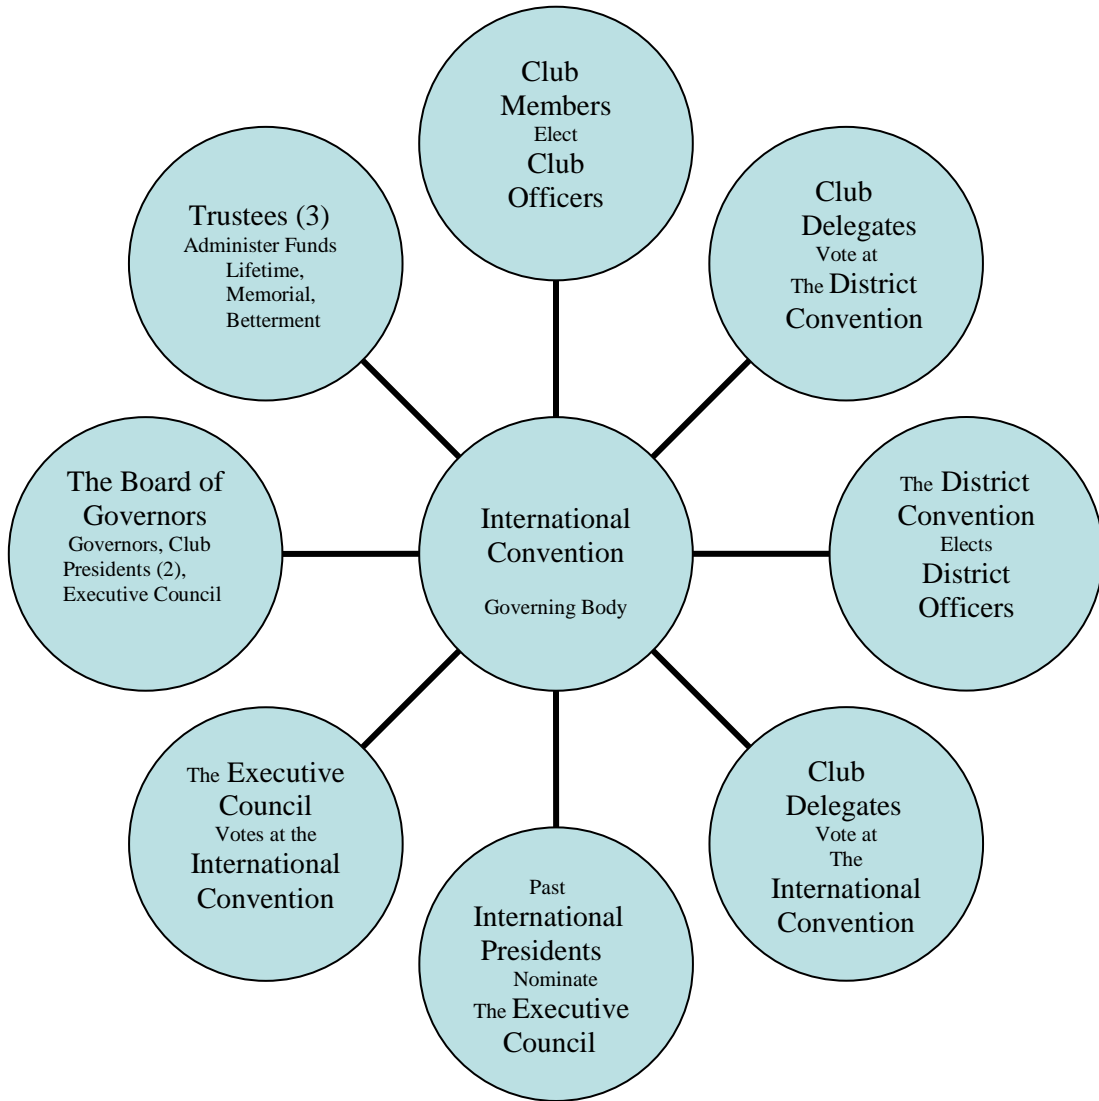 Club
Members
Elect
Club
Officers
Club
Delegates
Vote at
The District
Convention
The District
Convention
Elects
District
Officers
Club
Delegates
Vote at
The
International
Convention
Past
International
Presidents
Nominate
The Executive
Council
The Executive
Council
Votes at the
International
Convention
The Board of
Governors
Governors, Club
Presidents (2),
Executive Council
Trustees (3)
Administer Funds
Lifetime,
Memorial,
Betterment
International
Convention
Governing Body